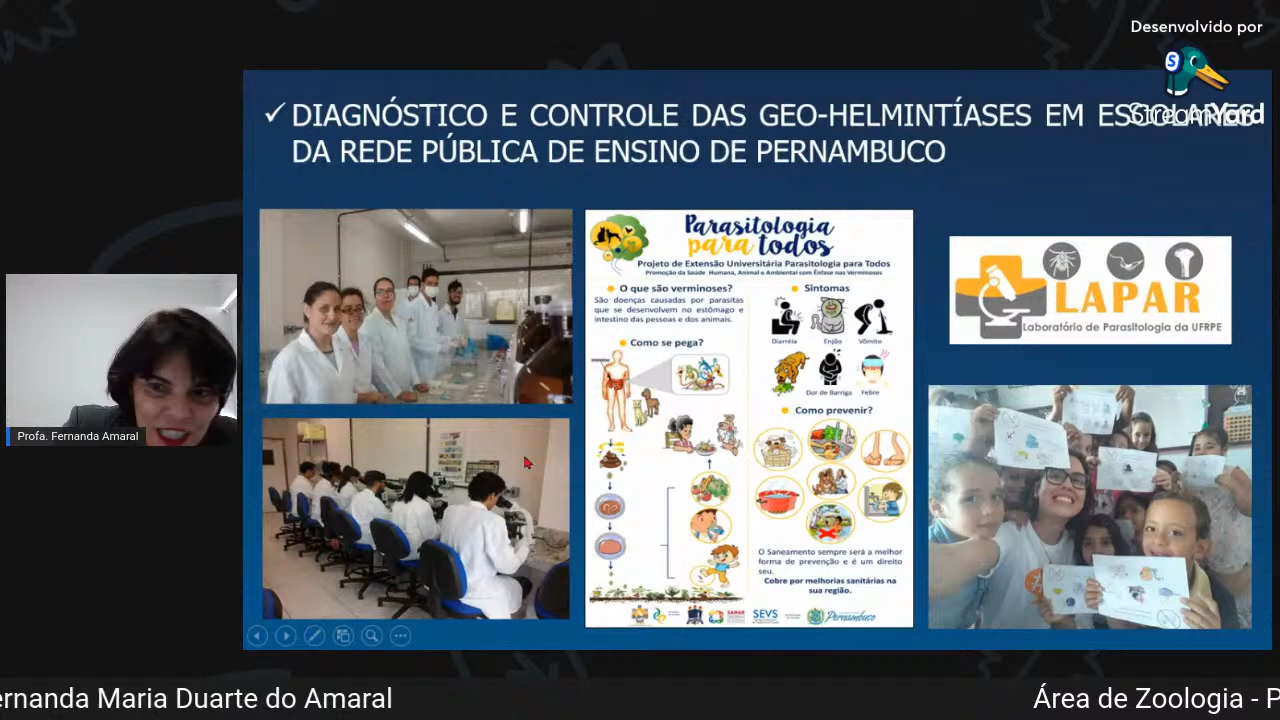 Desenvolvido por
StreamYard
✓ DIAGNÓSTICO E CONTROLE DAS GEO-HELMINTÍASES EM ESCOLARES
DA REDE PÚBLICA DE ENSINO DE PERNAMBUCO
Parasitologia
para todos
Projeto de Extensão Universitária Parasitologia para Todos
Promoção da Saúde Humana, Animal e Ambiental com Ênfase nas Verminoses
O que são verminoses?
São doenças causadas por parasitas
que se desenvolvem no estômago e
intestino das pessoas e dos animais.
Como se pega?
Sintomas
Diarréia
Enjôo
Vômito
Dor de Barriga
Febre
Como prevenir?
O Saneamento sempre será a melhor
forma de prevenção e é um direito
seu.
Cobre por melhorias sanitárias na
sua região.
SANAR
SEVS
Pernambuco
LAPAR
Laboratório de Parasitologia da UFRPE
Profa. Fernanda Amaral
ernanda Maria Duarte do Amaral
Área de Zoologia - P